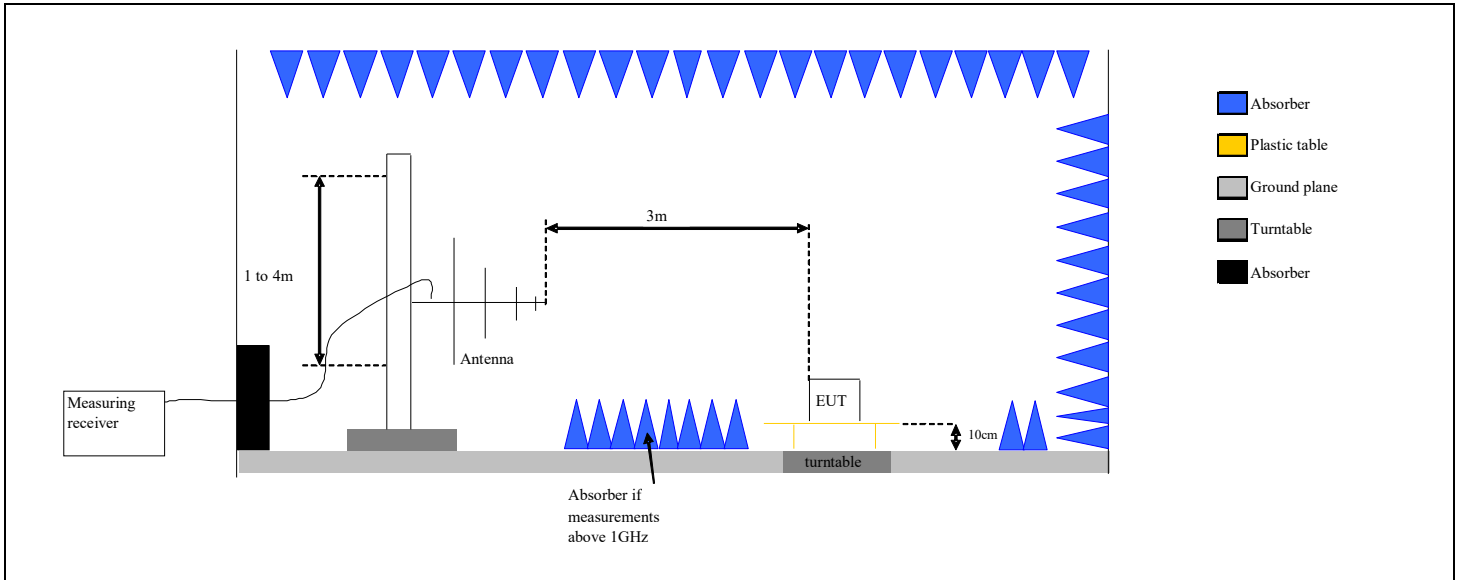 Absorber
Plastic table
Ground plane
Turntable
Absorber
3m
1 to 4m
Antenna
Measuring
receiver
EUT
10cm
turntable
Absorber if
measurements
above 1GHz